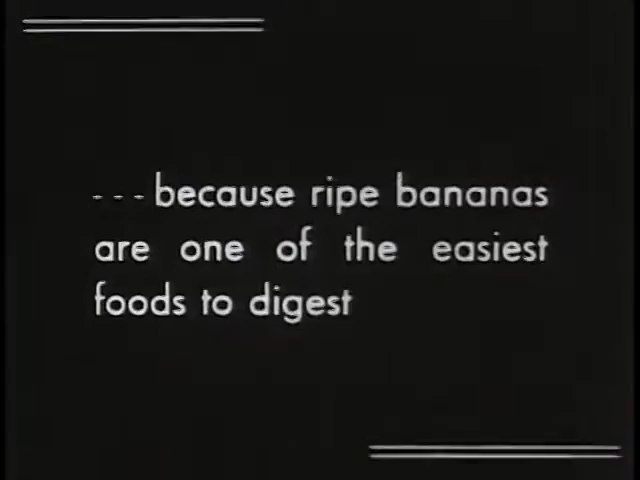 - - - because ripe bananas
are one of the easiest
foods to digest